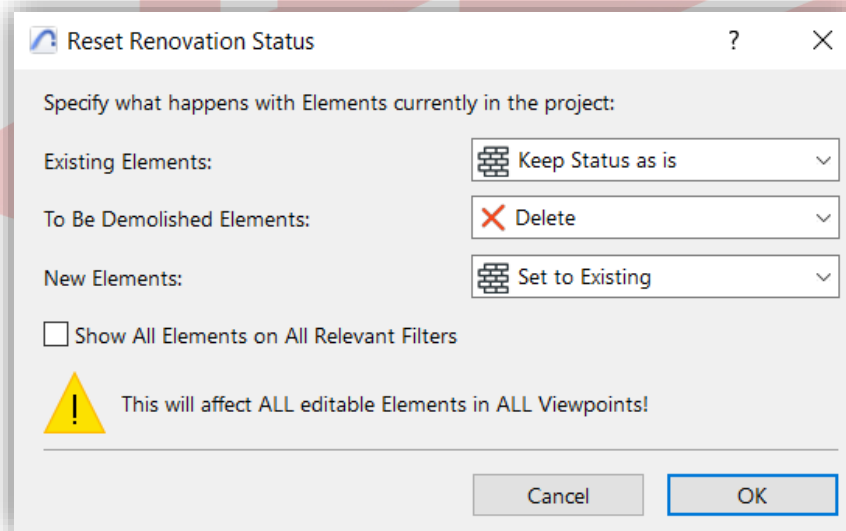 Reset Renovation Status ?
Specify what happens with Elements currently in the project:
Existing Elements: Keep Status as is
To Be Demolished Elements: Delete
New Elements: Set to Existing
Show All Elements on All Relevant Filters
This will affect ALL editable Elements in ALL Viewpoints!
Cancel OK